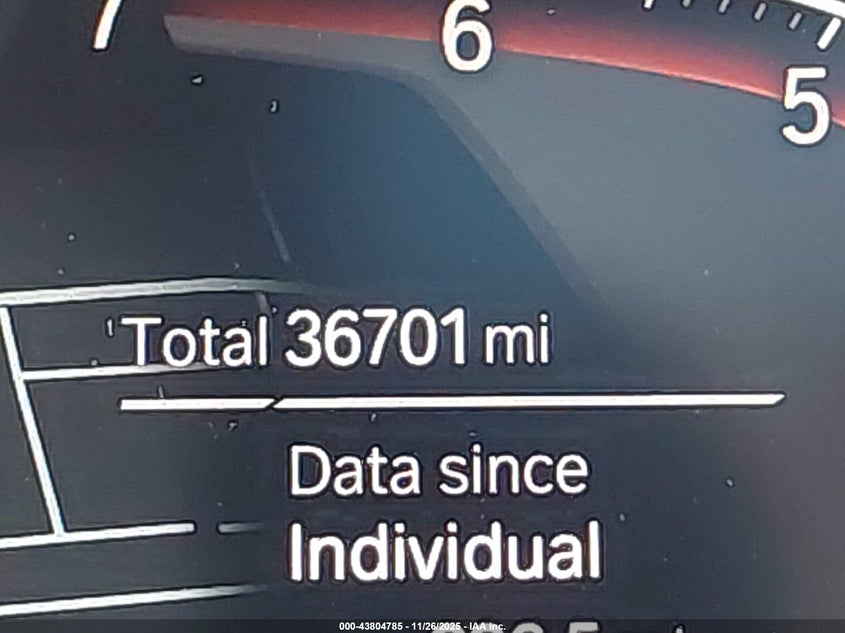 7 6 5
Total 36701 mi
Data since
Individual
000-43804785 - 11/26/2025 - IAA Inc.